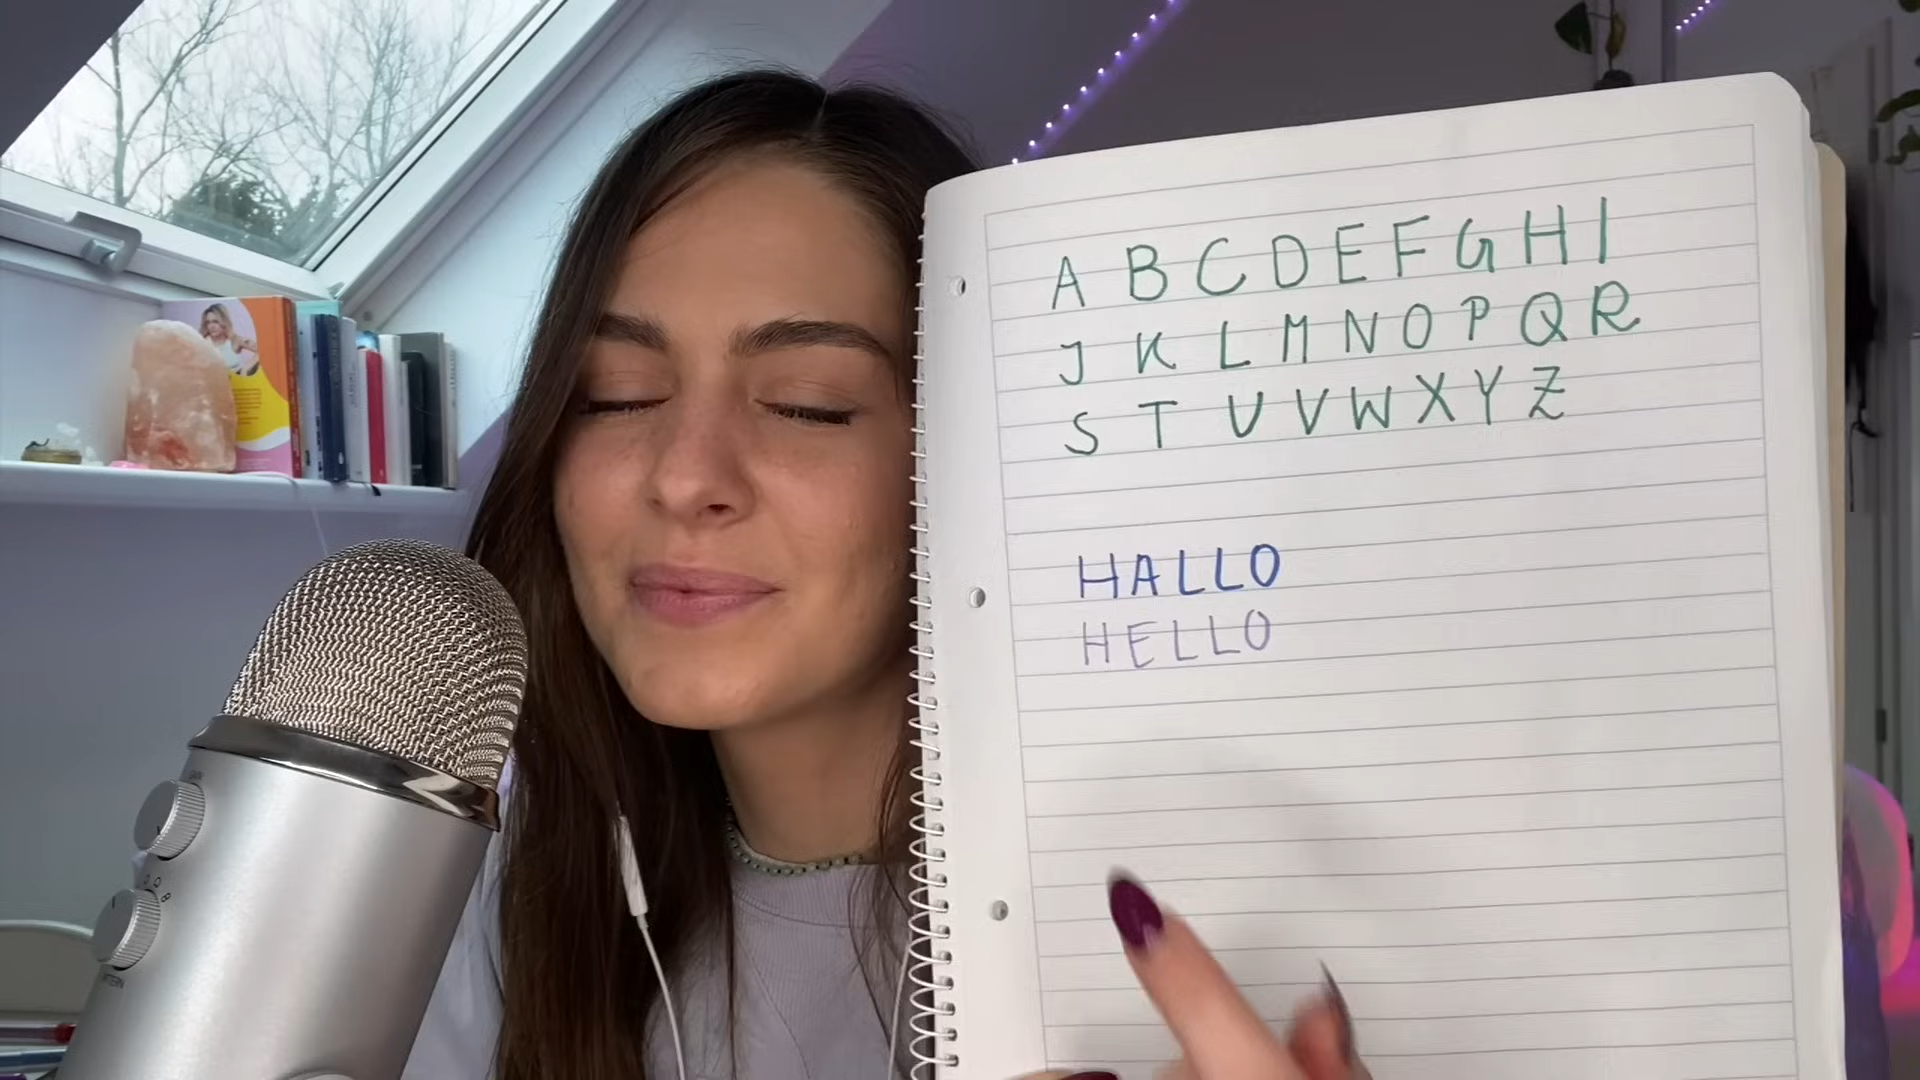 A B C D E F G H I
J K L M N O P Q R
S T U V W X Y Z
HALLO
HELLO